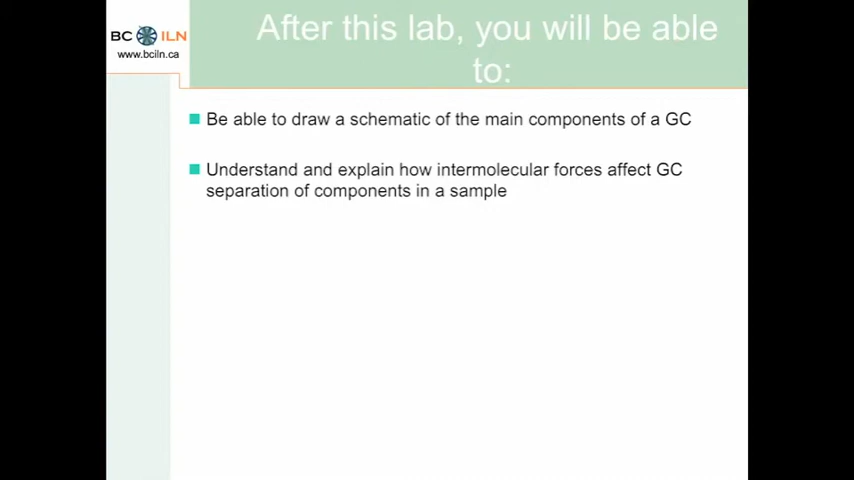 After this lab, you will be able
to:
BC ILN
www.bciln.ca
Be able to draw a schematic of the main components of a GC
Understand and explain how intermolecular forces affect GC
separation of components in a sample